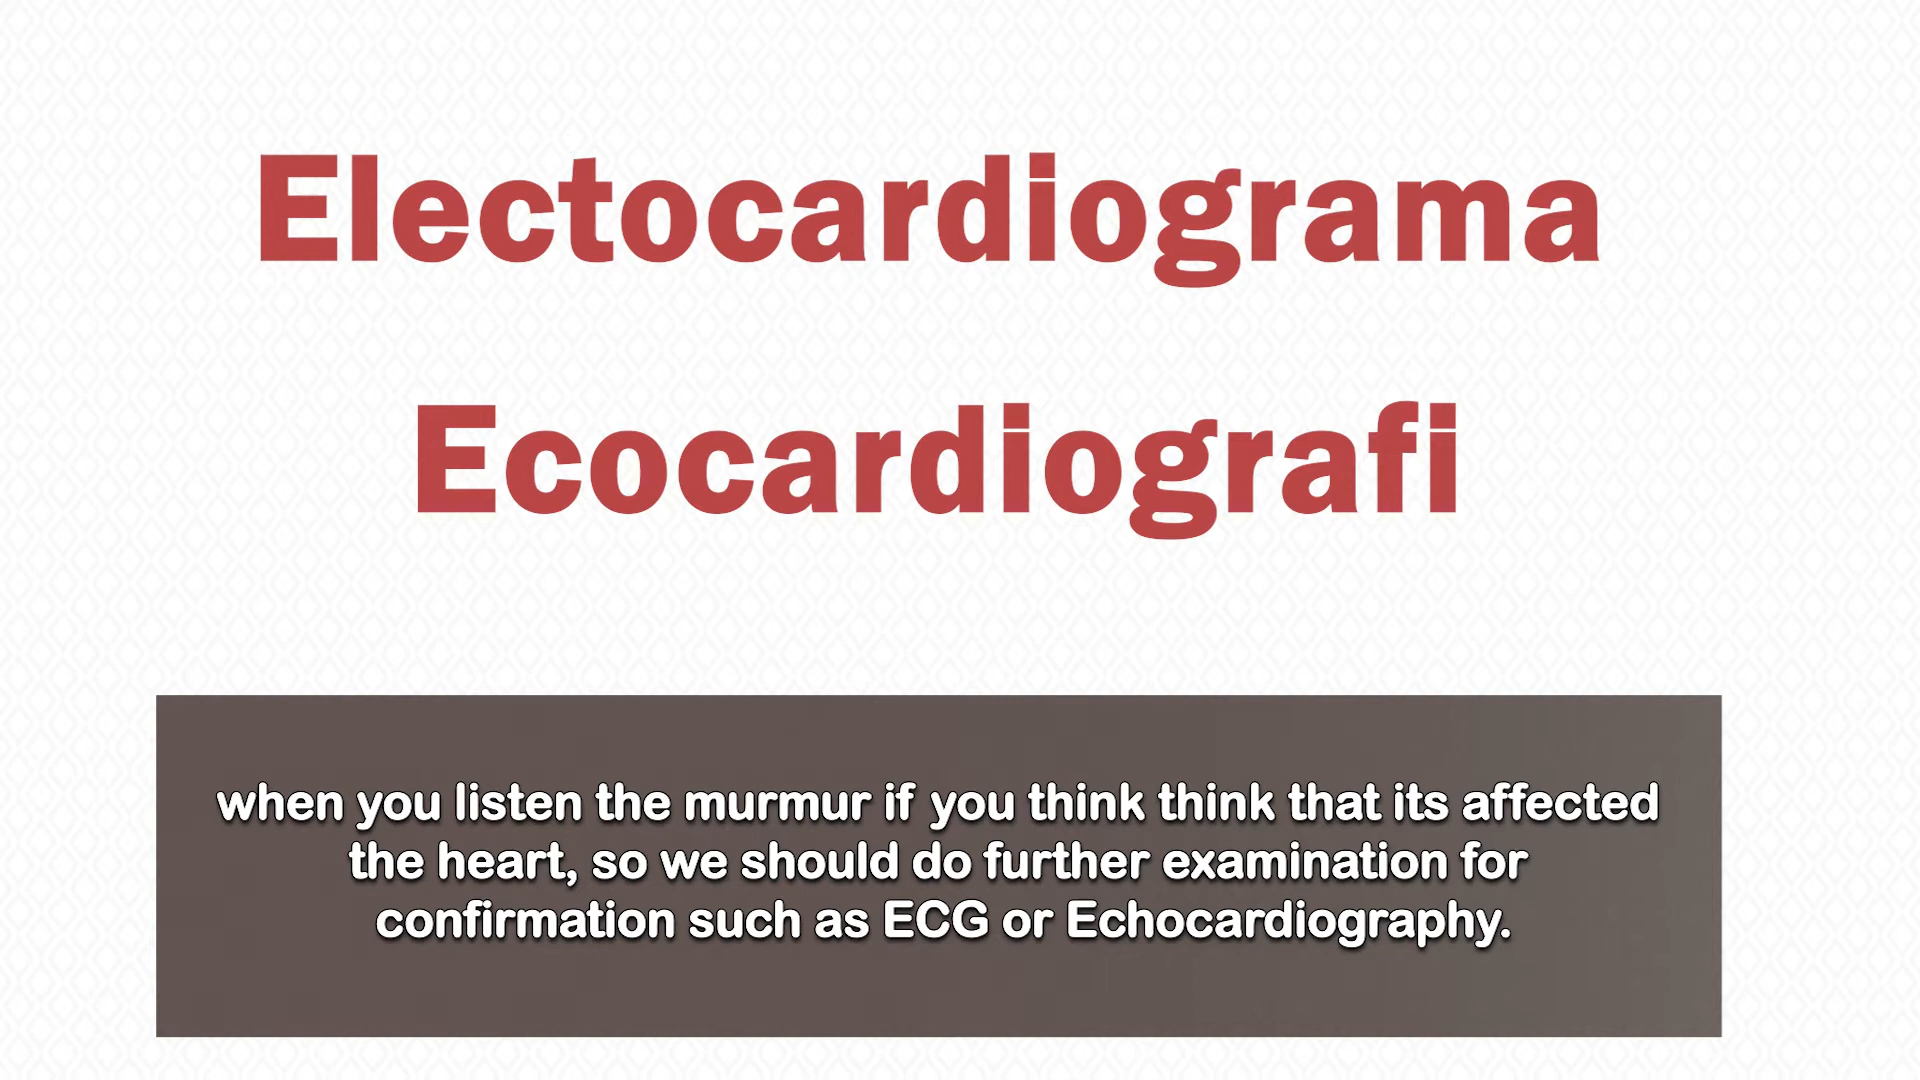 Electocardiograma
Ecocardiografi
when you listen the murmur if you think think that its affected
the heart, so we should do further examination for
confirmation such as ECG or Echocardiography.